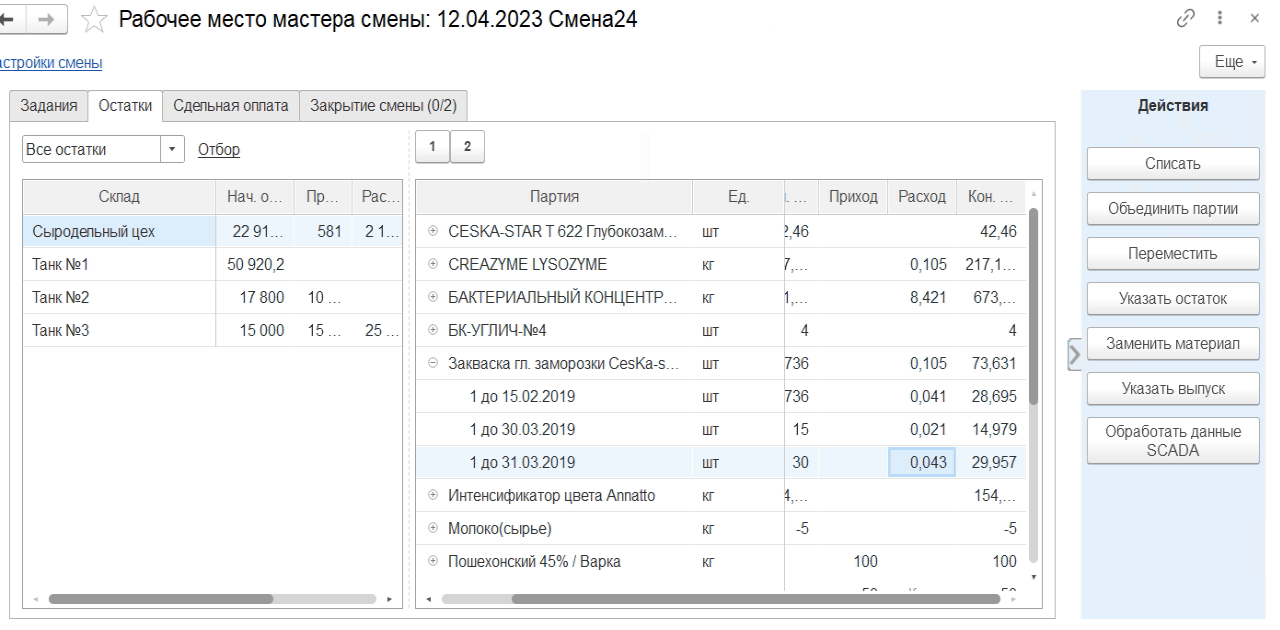 Рабочее место мастера смены: 12.04.2023 Смена24
астройки смены
Еще
Задания Остатки Сдельная оплата Закрытие смены (0/2)
Все остатки Отбор
1 2
Склад Нач. о... Пр... Рас...
Сыродельный цех 22 91... 581 2 1...
Танк №1 50 920,2
Танк №2 17 800 10 ...
Танк №3 15 000 15 ... 25 ...
Партия Ед. . ... Приход Расход Кон. ...
CESKA-STAR T 622 Глубокозам... шт 2,46 42,46
CREAZYME LYSOZYME кг 7,... 0,105 217,1...
БАКТЕРИАЛЬНЫЙ КОНЦЕНТР... кг 1,... 8,421 673,...
БК-УГЛИЧ-№4 шт 4 4
Закваска гл. заморозки CesKa-s... шт 736 0,105 73,631
1 до 15.02.2019 шт 736 0,041 28,695
1 до 30.03.2019 шт 15 0,021 14,979
1 до 31.03.2019 шт 30 0,043 29,957
Интенсификатор цвета Annatto кг 4,... 154,...
Молоко(сырье) кг -5 -5
Пошехонский 45% / Варка кг 100 100
Действия
Списать
Объединить партии
Переместить
Указать остаток
Заменить материал
Указать выпуск
Обработать данные
SCADA